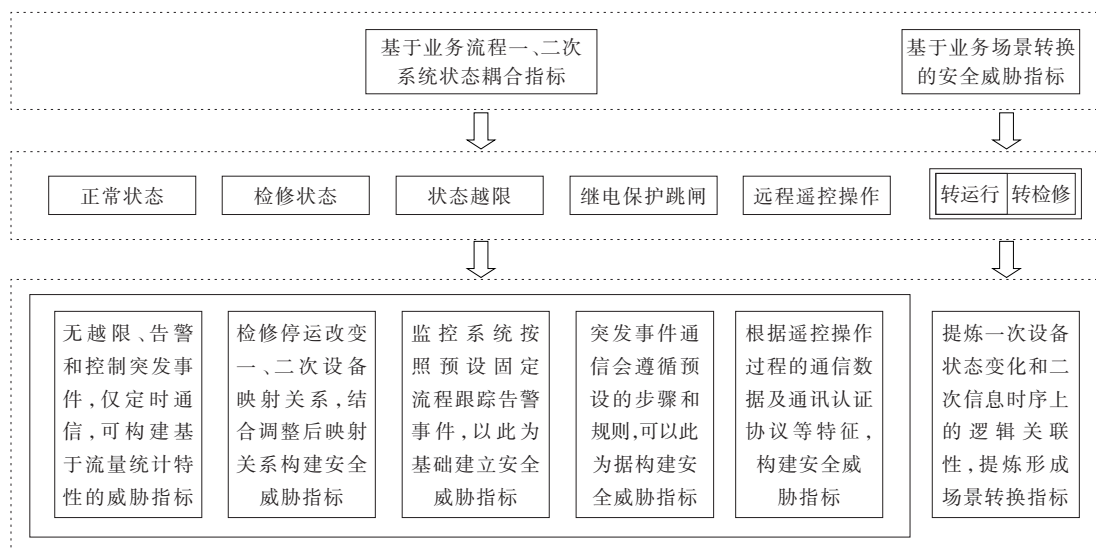 基于业务流程一、二次
系统状态耦合指标
基于业务场景转换
的安全威胁指标
正常状态
检修状态
状态越限
继电保护跳闸
远程遥控操作
转运行
转检修
无越限、告警
和控制突发事
件,仅定时通
信,可构建基
于流量统计特
性的威胁指标
检修停运改变
一、二次设备
映射关系,结
合调整后映射
关系构建安全
威胁指标
监控系统按
照预设固定
流程跟踪告警
事件,以此为
基础建立安全
威胁指标
突发事件通
信会遵循预
设的步骤和
规则,可以此
为据构建安
全威胁指标
根据遥控操作
过程的通信数
据及通讯认证
协议等特征,
构建安全威
胁指标
提炼一次设备
状态变化和二
次信息时序上
的逻辑关联
性,提炼形成
场景转换指标